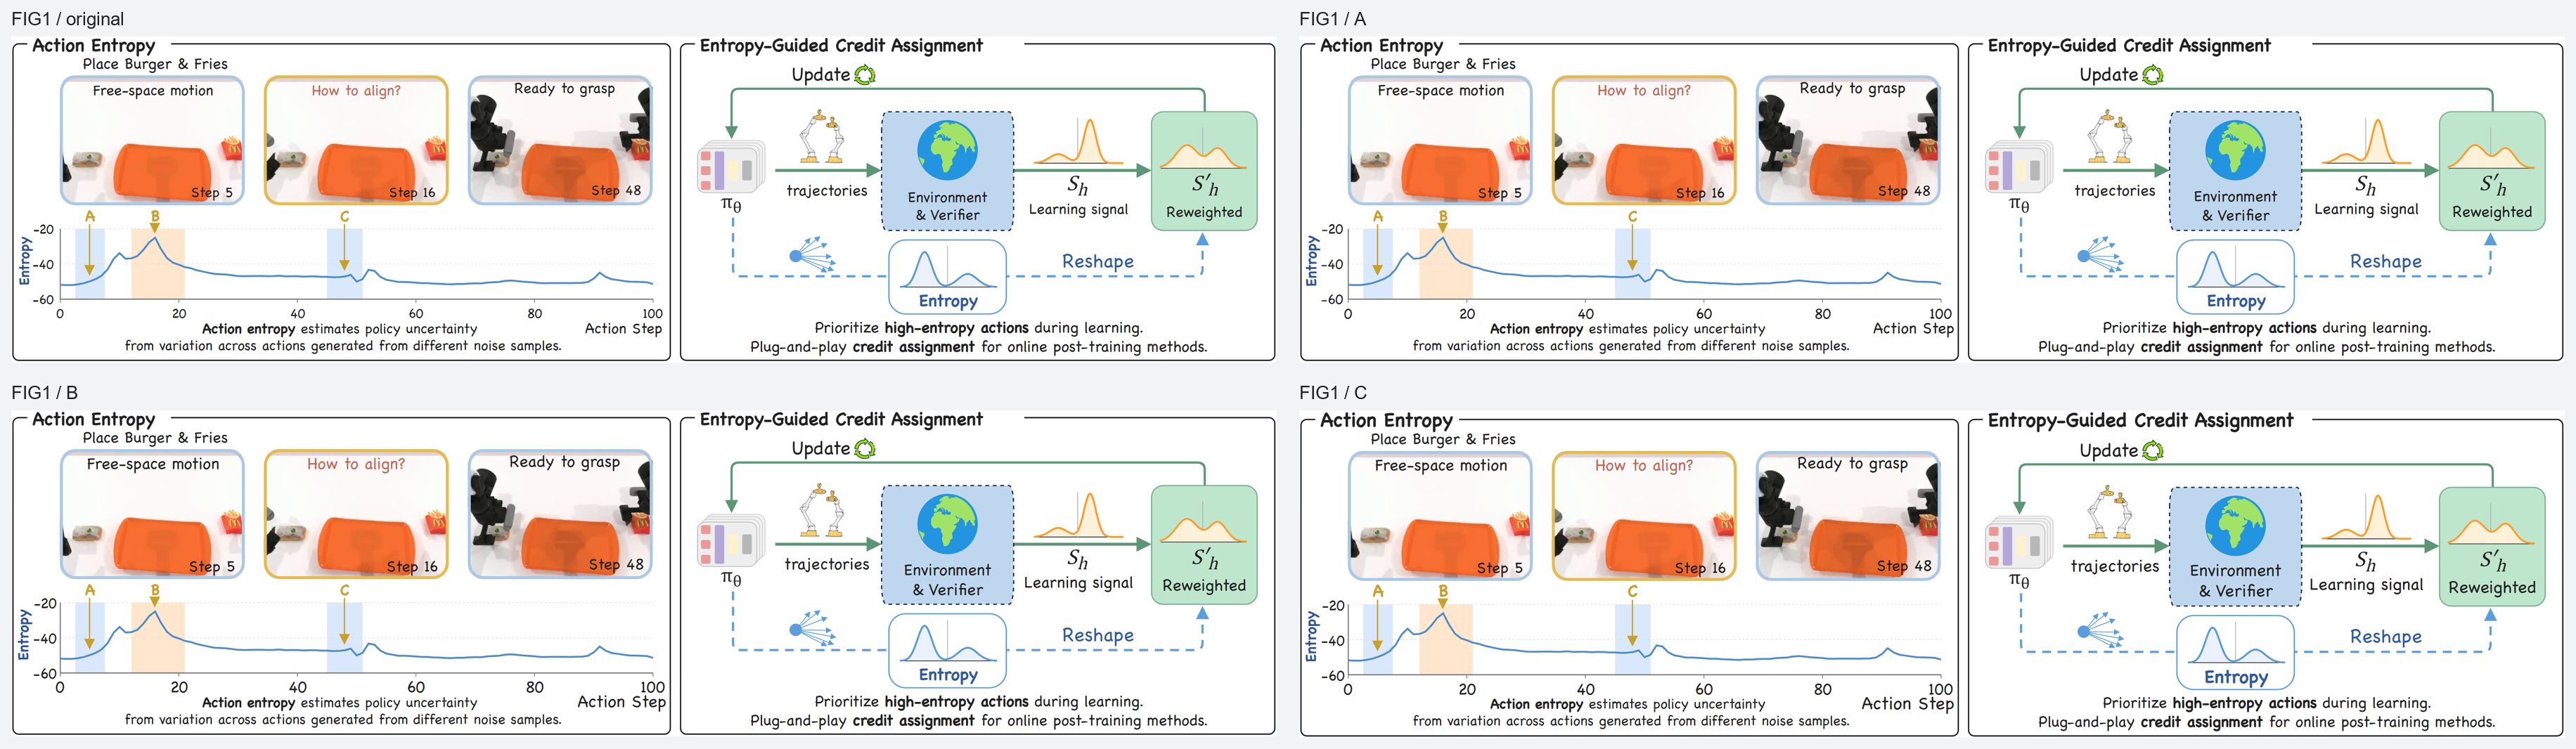 FIG1 / original
Action Entropy
Place Burger & Fries
Free-space motion
How to align?
Ready to grasp
Step 5
Step 16
Step 48
A
B
C
Entropy
-20
-40
-60
0
20
40
60
80
100
Action entropy estimates policy uncertainty
Action Step
from variation across actions generated from different noise samples.
Entropy-Guided Credit Assignment
Update
πθ
trajectories
Environment
& Verifier
Sh
Learning signal
S′h
Reweighted
Reshape
Entropy
Prioritize high-entropy actions during learning.
Plug-and-play credit assignment for online post-training methods.
FIG1 / A
Action Entropy
Place Burger & Fries
Free-space motion
How to align?
Ready to grasp
Step 5
Step 16
Step 48
A
B
C
Entropy
-20
-40
-60
0
20
40
60
80
100
Action entropy estimates policy uncertainty
Action Step
from variation across actions generated from different noise samples.
Entropy-Guided Credit Assignment
Update
πθ
trajectories
Environment
& Verifier
Sh
Learning signal
S′h
Reweighted
Reshape
Entropy
Prioritize high-entropy actions during learning.
Plug-and-play credit assignment for online post-training methods.
FIG1 / B
Action Entropy
Place Burger & Fries
Free-space motion
How to align?
Ready to grasp
Step 5
Step 16
Step 48
A
B
C
Entropy
-20
-40
-60
0
20
40
60
80
100
Action entropy estimates policy uncertainty
Action Step
from variation across actions generated from different noise samples.
Entropy-Guided Credit Assignment
Update
πθ
trajectories
Environment
& Verifier
Sh
Learning signal
S′h
Reweighted
Reshape
Entropy
Prioritize high-entropy actions during learning.
Plug-and-play credit assignment for online post-training methods.
FIG1 / C
Action Entropy
Place Burger & Fries
Free-space motion
How to align?
Ready to grasp
Step 5
Step 16
Step 48
A
B
C
Entropy
-20
-40
-60
0
20
40
60
80
100
Action entropy estimates policy uncertainty
Action Step
from variation across actions generated from different noise samples.
Entropy-Guided Credit Assignment
Update
πθ
trajectories
Environment
& Verifier
Sh
Learning signal
S′h
Reweighted
Reshape
Entropy
Prioritize high-entropy actions during learning.
Plug-and-play credit assignment for online post-training methods.